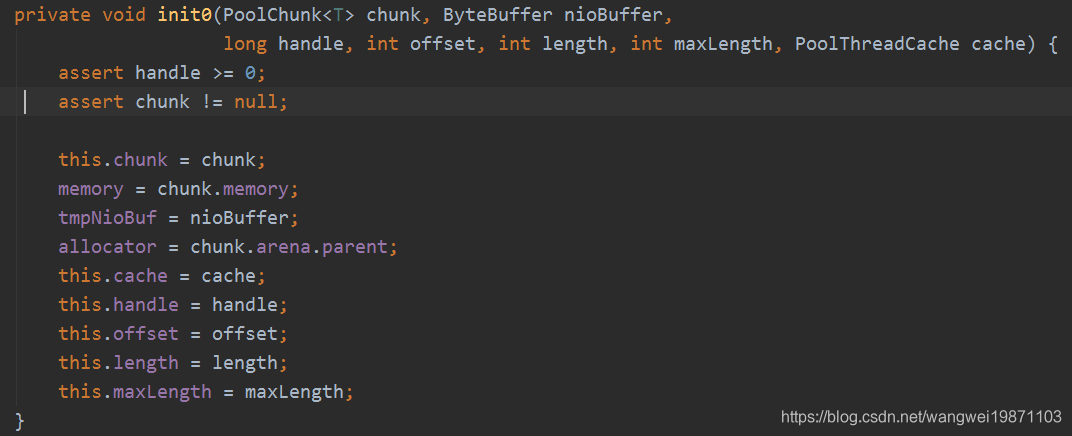 private void init0(PoolChunk<T> chunk, ByteBuffer nioBuffer,
                   long handle, int offset, int length, int maxLength, PoolThreadCache cache) {
    assert handle >= 0;
    assert chunk != null;

    this.chunk = chunk;
    memory = chunk.memory;
    tmpNioBuf = nioBuffer;
    allocator = chunk.arena.parent;
    this.cache = cache;
    this.handle = handle;
    this.offset = offset;
    this.length = length;
    this.maxLength = maxLength;
}
https://blog.csdn.net/wangwei19871103